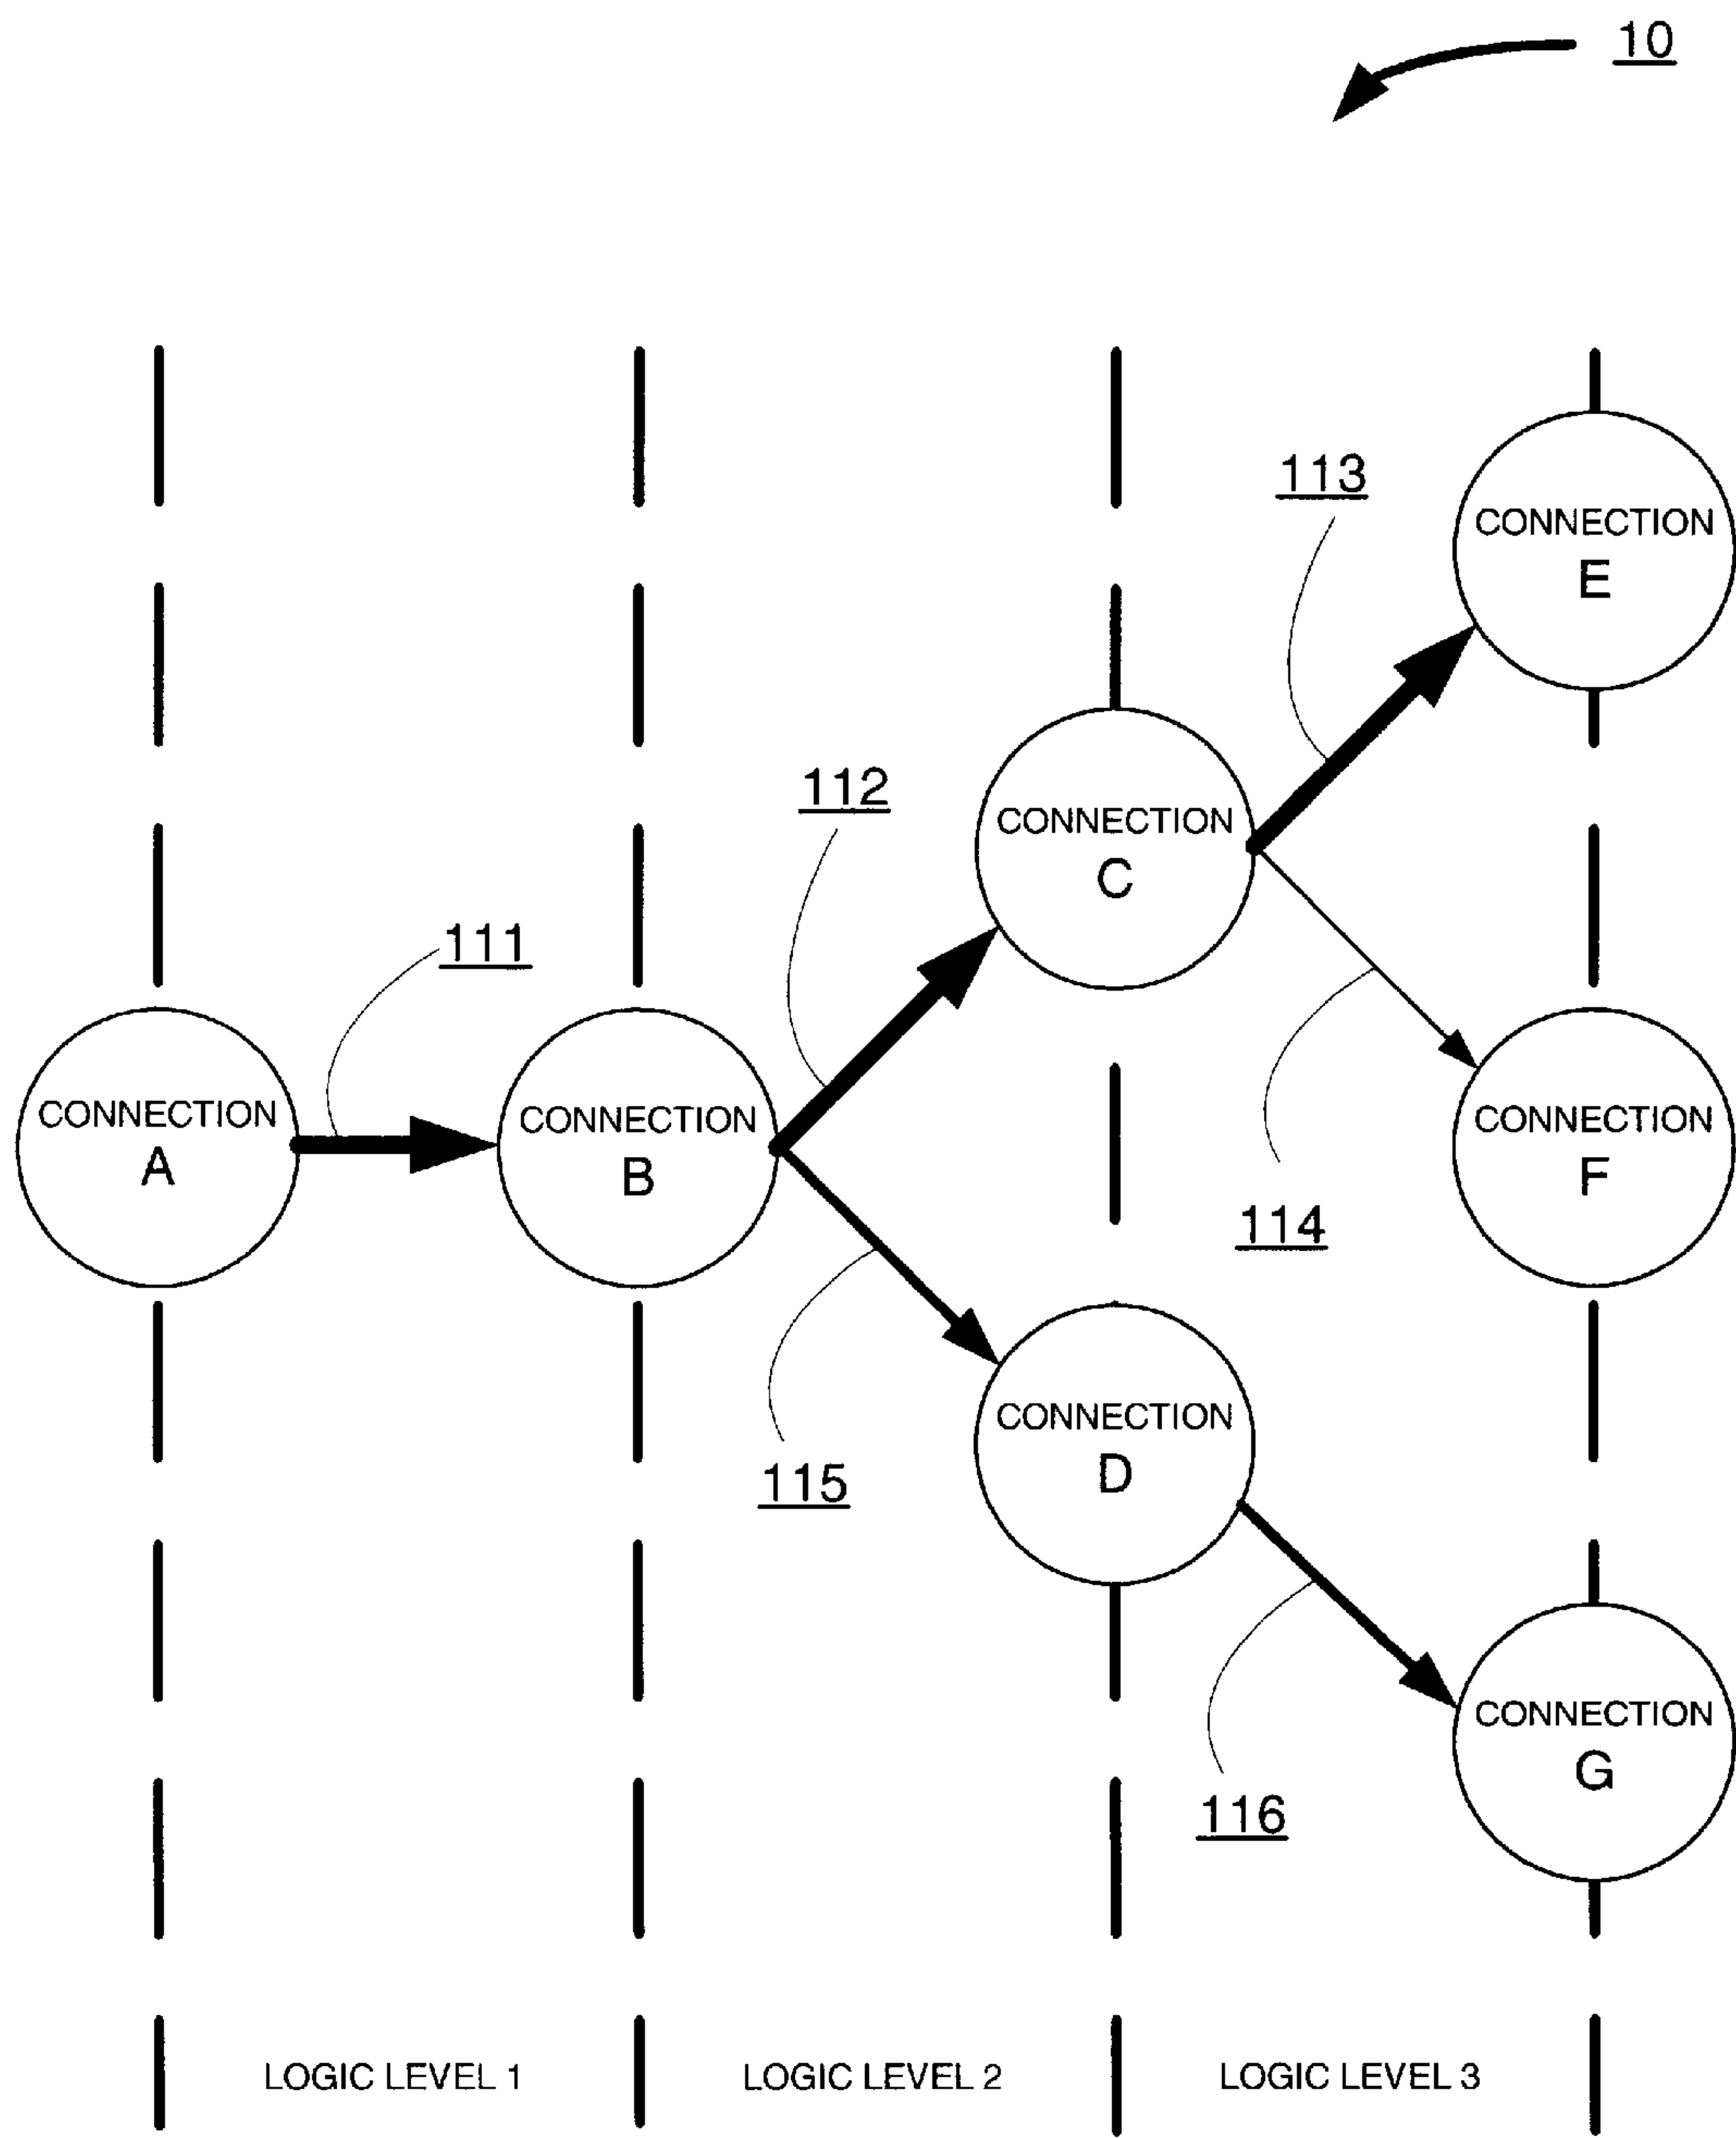 10
113
CONNECTION
E
112
CONNECTION
C
111
CONNECTION
A
CONNECTION
B
CONNECTION
F
114
CONNECTION
D
115
CONNECTION
G
116
LOGIC LEVEL 1
LOGIC LEVEL 2
LOGIC LEVEL 3